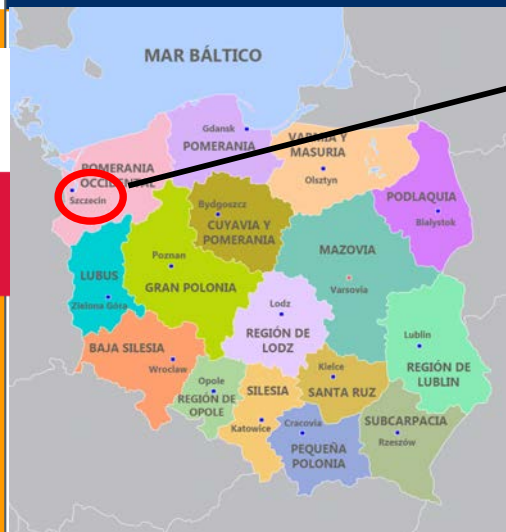 MAR BÁLTICO
Gdansk
POMERANIA
VARMIA Y
MASURIA
Olsztyn
POMERANIA
OCCIDENTAL
Szczecin
PODLAQUIA
Bialystok
Bydgoszcz
CUYAVIA Y
POMERANIA
MAZOVIA
Varsovia
Poznan
GRAN POLONIA
LUBUS
Zielona Góra
Lodz
REGIÓN DE
LODZ
Lublin
REGIÓN DE
LUBLIN
BAJA SILESIA
Wroclaw
Opole
REGIÓN DE
OPOLE
SILESIA
Katowice
Kielce
SANTA RUZ
Cracovia
PEQUEÑA
POLONIA
SUBCARPACIA
Rzeszów